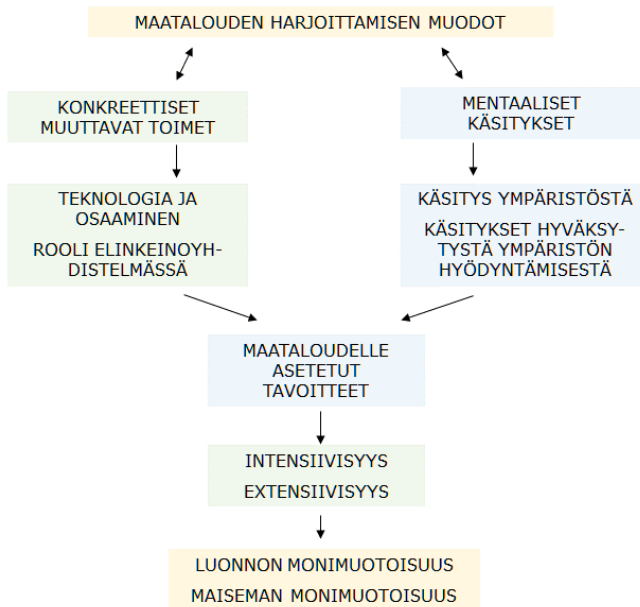 MAATALOUDEN HARJOITTAMISEN MUODOT
KONKREETTISET
MUUTTAVAT TOIMET
MENTAALISET
KÄSITYKSET
TEKNOLOGIA JA
OSAAMINEN
ROOLI ELINKEINOYH-
DISTELMÄSSÄ
KÄSITYS YMPÄRISTÖSTÄ
KÄSITYKSET HYVÄKSY-
TYSTÄ YMPÄRISTÖN
HYÖDYNTÄMISESTÄ
MAATALOUDELLE
ASETETUT
TAVOITTEET
INTENSIIVISYYS
EXTENSIIVISYYS
LUONNON MONIMUOTOISUUS
MAISEMAN MONIMUOTOISUUS